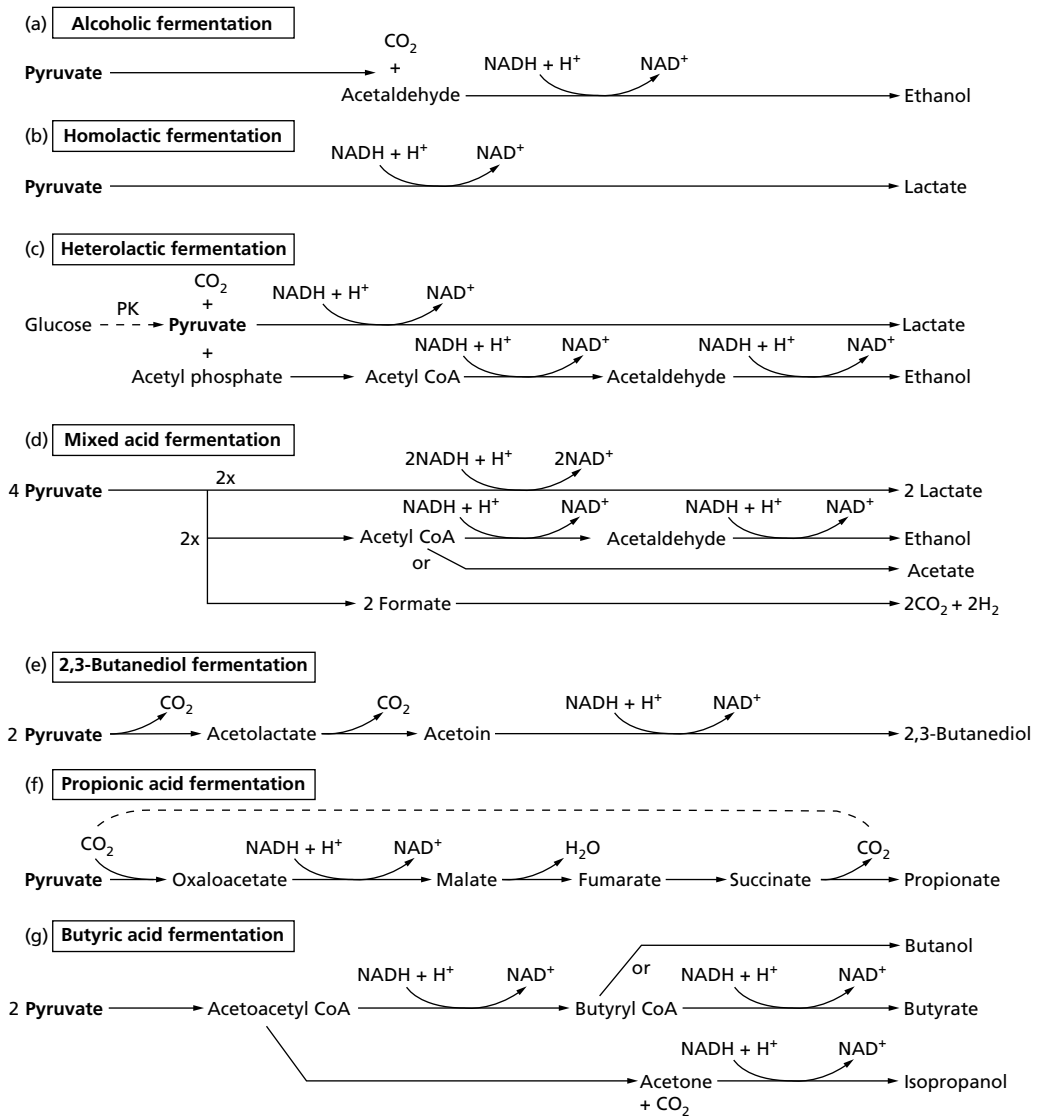 (a) Alcoholic fermentation
CO₂
+
NADH + H⁺ NAD⁺
Pyruvate
Acetaldehyde Ethanol
(b) Homolactic fermentation
NADH + H⁺ NAD⁺
Pyruvate Lactate
(c) Heterolactic fermentation
CO₂
+
NADH + H⁺ NAD⁺
PK
Glucose Pyruvate Lactate
+
NADH + H⁺ NAD⁺ NADH + H⁺ NAD⁺
Acetyl phosphate Acetyl CoA Acetaldehyde Ethanol
(d) Mixed acid fermentation
2NADH + H⁺ 2NAD⁺
2x
4 Pyruvate 2 Lactate
NADH + H⁺ NAD⁺ NADH + H⁺ NAD⁺
2x Acetyl CoA Acetaldehyde Ethanol
or
Acetate
2 Formate 2CO₂ + 2H₂
(e) 2,3-Butanediol fermentation
CO₂ CO₂ NADH + H⁺ NAD⁺
2 Pyruvate Acetolactate Acetoin 2,3-Butanediol
(f) Propionic acid fermentation
CO₂ NADH + H⁺ NAD⁺ H₂O CO₂
Pyruvate Oxaloacetate Malate Fumarate Succinate Propionate
(g) Butyric acid fermentation
Butanol
or
NADH + H⁺ NAD⁺ NADH + H⁺ NAD⁺
2 Pyruvate Acetoacetyl CoA Butyryl CoA Butyrate
NADH + H⁺ NAD⁺
Acetone Isopropanol
+ CO₂